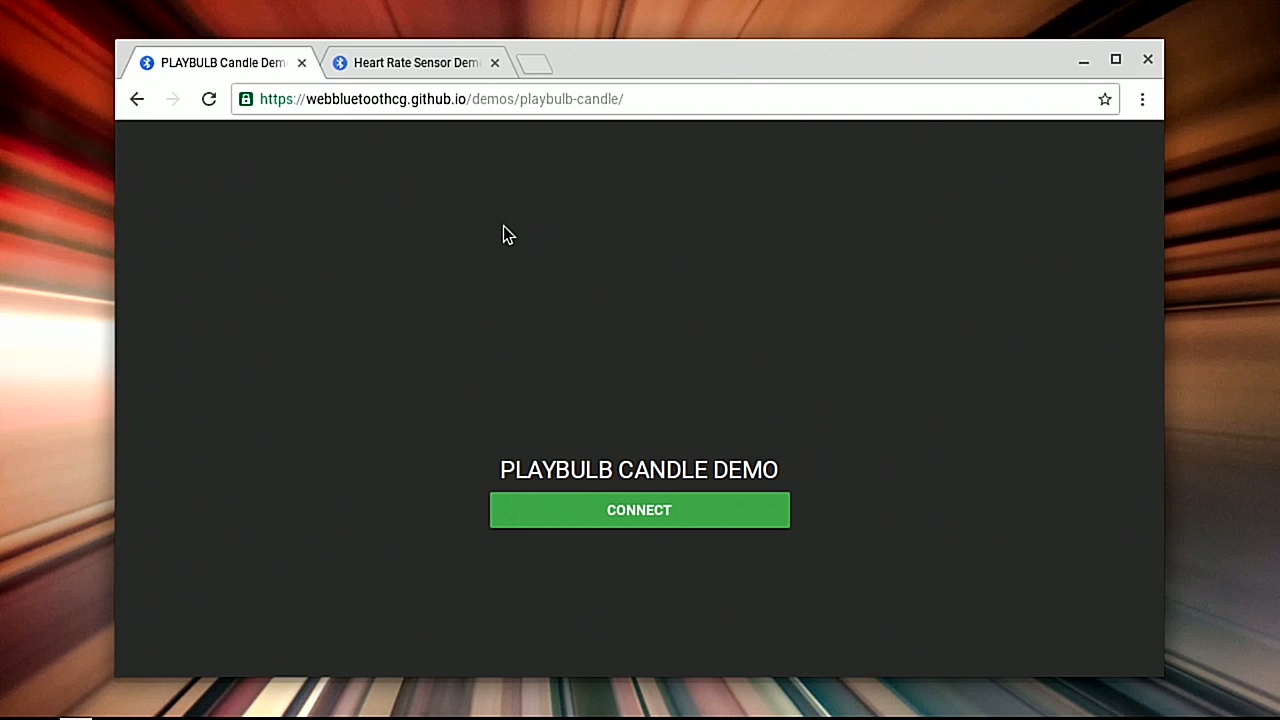 PLAYBULB Candle Dem
Heart Rate Sensor Dem
https://webbluetoothcg.github.io/demos/playbulb-candle/
PLAYBULB CANDLE DEMO
CONNECT